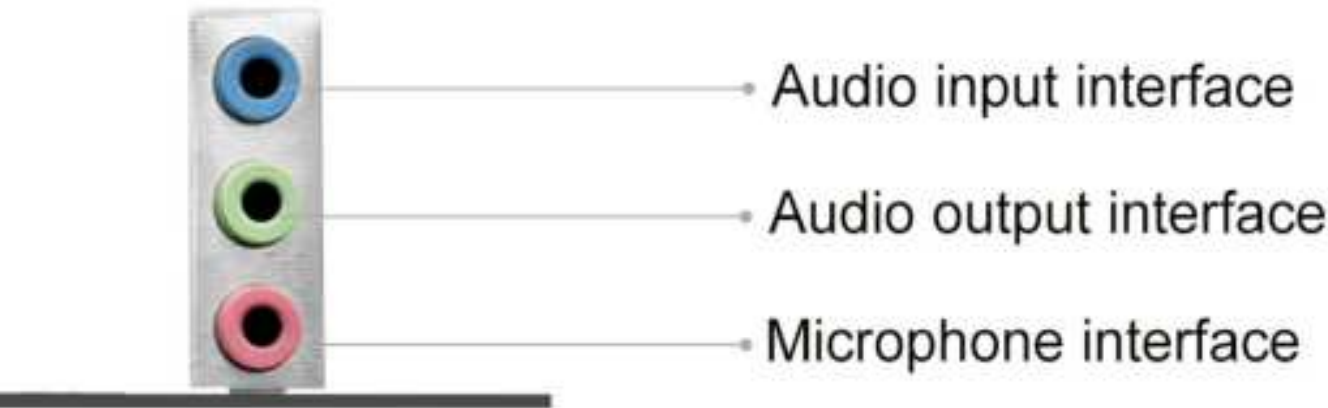 Audio input interface
Audio output interface
Microphone interface